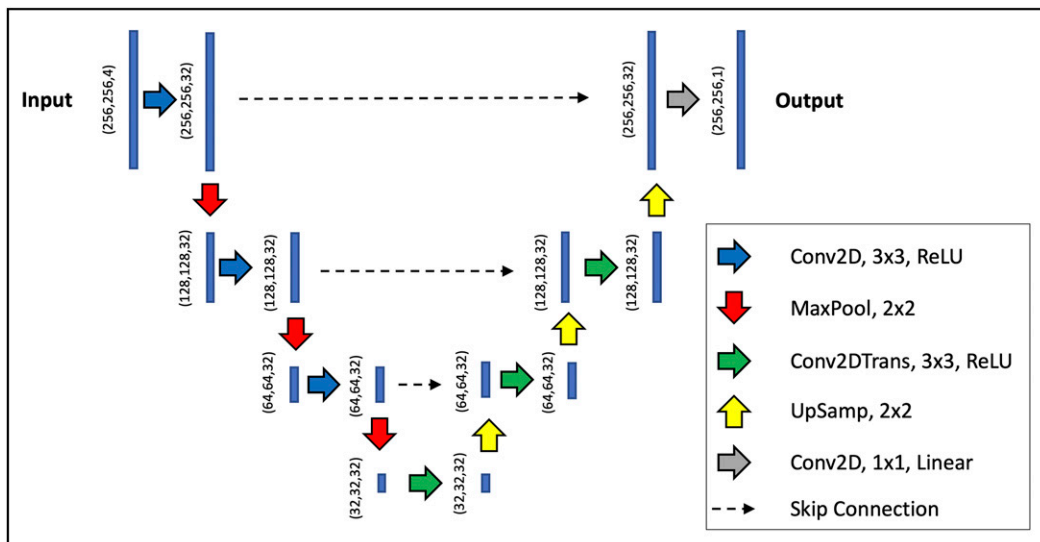 Input
(256,256,4)
(256,256,32)
(256,256,32)
(256,256,1)
Output
(128,128,32)
(128,128,32)
(128,128,32)
(128,128,32)
(64,64,32)
(64,64,32)
(64,64,32)
(64,64,32)
(32,32,32)
(32,32,32)
Conv2D, 3x3, ReLU
MaxPool, 2x2
Conv2DTrans, 3x3, ReLU
UpSamp, 2x2
Conv2D, 1x1, Linear
Skip Connection